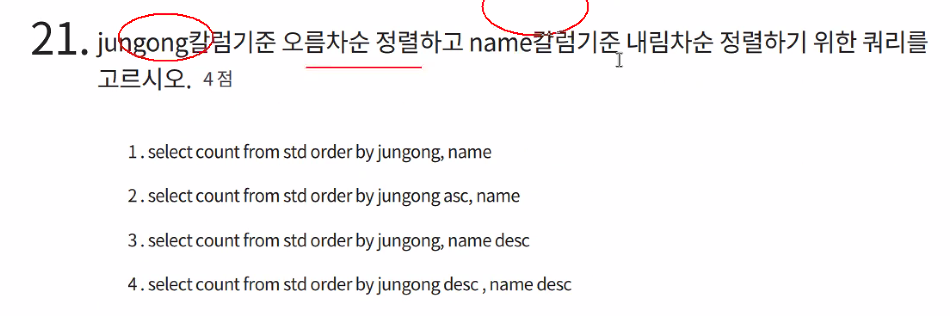 21. jungong칼럼기준 오름차순 정렬하고 name칼럼기준 내림차순 정렬하기 위한 쿼리를
고르시오. 4 점
1. select count from std order by jungong, name
2. select count from std order by jungong asc, name
3. select count from std order by jungong, name desc
4. select count from std order by jungong desc , name desc